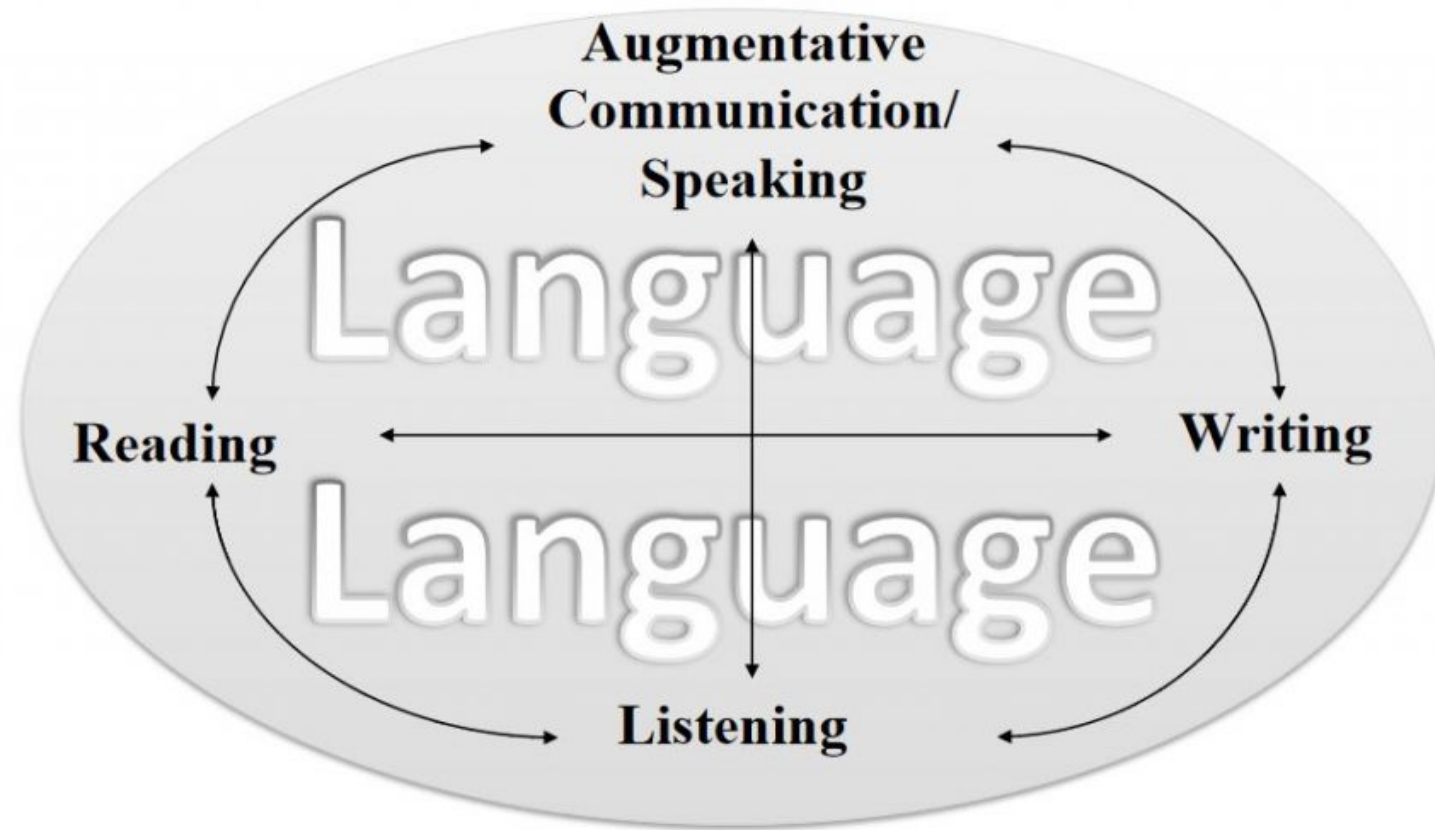 Augmentative
Communication/
Speaking
Language
Reading
Writing
Language
Listening